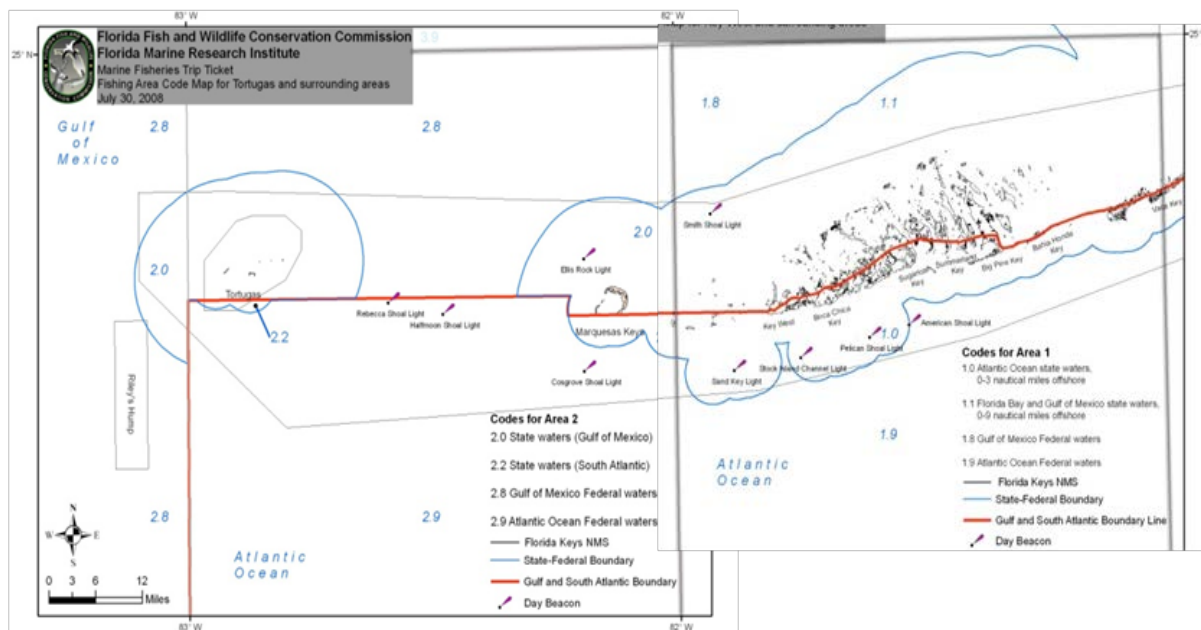 83° W
82° W
25° N
25°
Florida Fish and Wildlife Conservation Commission
Florida Marine Research Institute
Marine Fisheries Trip Ticket
Fishing Area Code Map for Tortugas and surrounding areas
July 30, 2008
3.9
Gulf
of
Mexico
2.8
2.8
1.8
1.1
2.0
2.0
Smith Shoal Light
Ellis Rock Light
Tortugas
2.2
Rebecca Shoal Light
Halfmoon Shoal Light
Marquesas Keys
Cosgrove Shoal Light
Key West
Boca Chica
Key
Sugarloaf
Key
Summerland
Key
Big Pine Key
Bahia Honda
Key
Vaca Key
Sand Key Light
Stock Island Channel Light
Pelican Shoal Light
American Shoal Light
1.0
Riley's Hump
1.9
2.8
2.9
Atlantic
Ocean
Atlantic
Ocean
Codes for Area 2
2.0 State waters (Gulf of Mexico)
2.2 State waters (South Atlantic)
2.8 Gulf of Mexico Federal waters
2.9 Atlantic Ocean Federal waters
Florida Keys NMS
State-Federal Boundary
Gulf and South Atlantic Boundary
Day Beacon
Codes for Area 1
1.0 Atlantic Ocean state waters,
0-3 nautical miles offshore
1.1 Florida Bay and Gulf of Mexico state waters,
0-9 nautical miles offshore
1.8 Gulf of Mexico Federal waters
1.9 Atlantic Ocean Federal waters
Florida Keys NMS
State-Federal Boundary
Gulf and South Atlantic Boundary Line
Day Beacon
N
W E
S
0 3 6 12
Miles
83° W
82° W